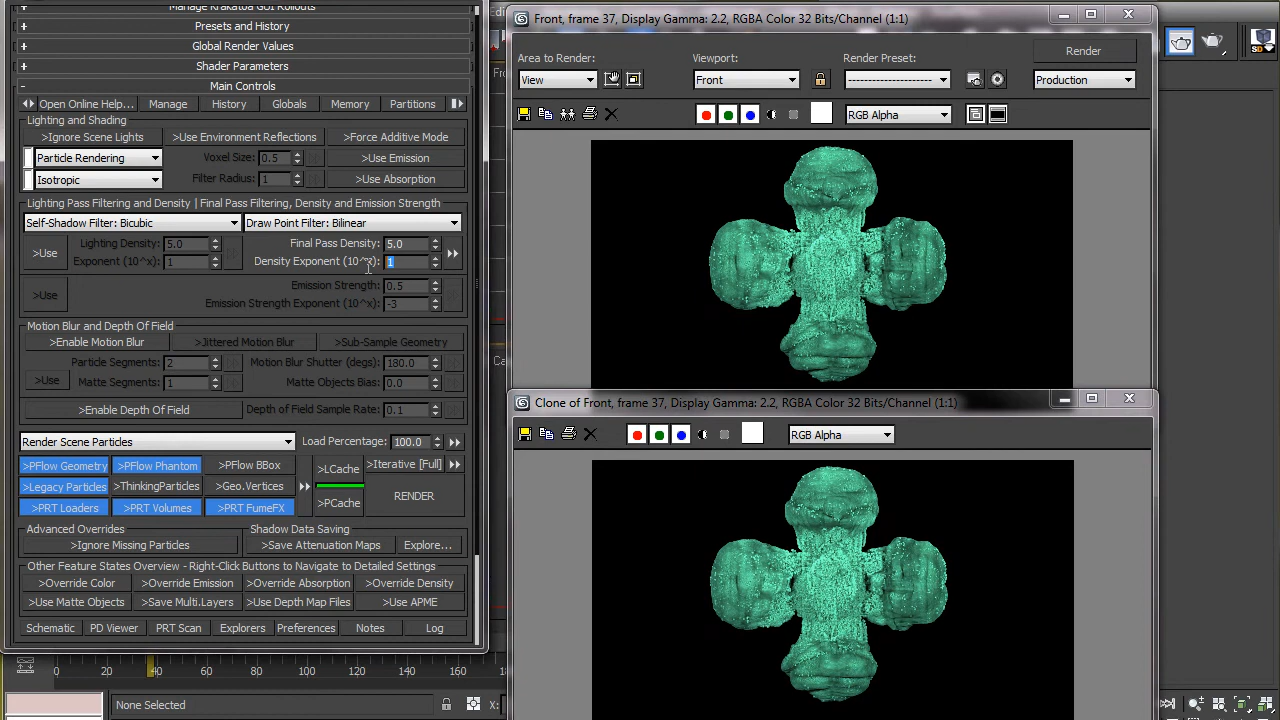 Manage Krakatoa GUI Rollouts
+ Presets and History
+ Global Render Values
+ Shader Parameters
- Main Controls
Open Online Help... Manage History Globals Memory Partitions
Lighting and Shading
>Ignore Scene Lights >Use Environment Reflections >Force Additive Mode
Particle Rendering Voxel Size: 0.5 >Use Emission
Isotropic Filter Radius: 1 >Use Absorption
Lighting Pass Filtering and Density | Final Pass Filtering, Density and Emission Strength
Self-Shadow Filter: Bicubic Draw Point Filter: Bilinear
>Use Lighting Density: 5.0 Final Pass Density: 5.0 >>
Exponent (10^x): 1 Density Exponent (10^x): 1
>Use Emission Strength: 0.5
Emission Strength Exponent (10^x): -3
Motion Blur and Depth Of Field
>Enable Motion Blur >Jittered Motion Blur >Sub-Sample Geometry
Particle Segments: 2 Motion Blur Shutter (degs): 180.0
>Use Matte Segments: 1 Matte Objects Bias: 0.0
>Enable Depth Of Field Depth of Field Sample Rate: 0.1
Render Scene Particles Load Percentage: 100.0 >>
>PFlow Geometry >PFlow Phantom >PFlow BBox >LCache >Iterative [Full] >>
>Legacy Particles >ThinkingParticles >Geo.Vertices >> RENDER
>PRT Loaders >PRT Volumes >PRT FumeFX >PCache
Advanced Overrides Shadow Data Saving
>Ignore Missing Particles >Save Attenuation Maps Explore...
Other Feature States Overview - Right-Click Buttons to Navigate to Detailed Settings
>Override Color >Override Emission >Override Absorption >Override Density
>Use Matte Objects >Save Multi.Layers >Use Depth Map Files >Use APME
Schematic PD Viewer PRT Scan Explorers Preferences Notes Log
0 20 40 60 80 100 120 140 160
None Selected X:
Front, frame 37, Display Gamma: 2.2, RGBA Color 32 Bits/Channel (1:1)
Area to Render: Viewport: Render Preset: Render
View Front Production
RGB Alpha
Clone of Front, frame 37, Display Gamma: 2.2, RGBA Color 32 Bits/Channel (1:1)
RGB Alpha